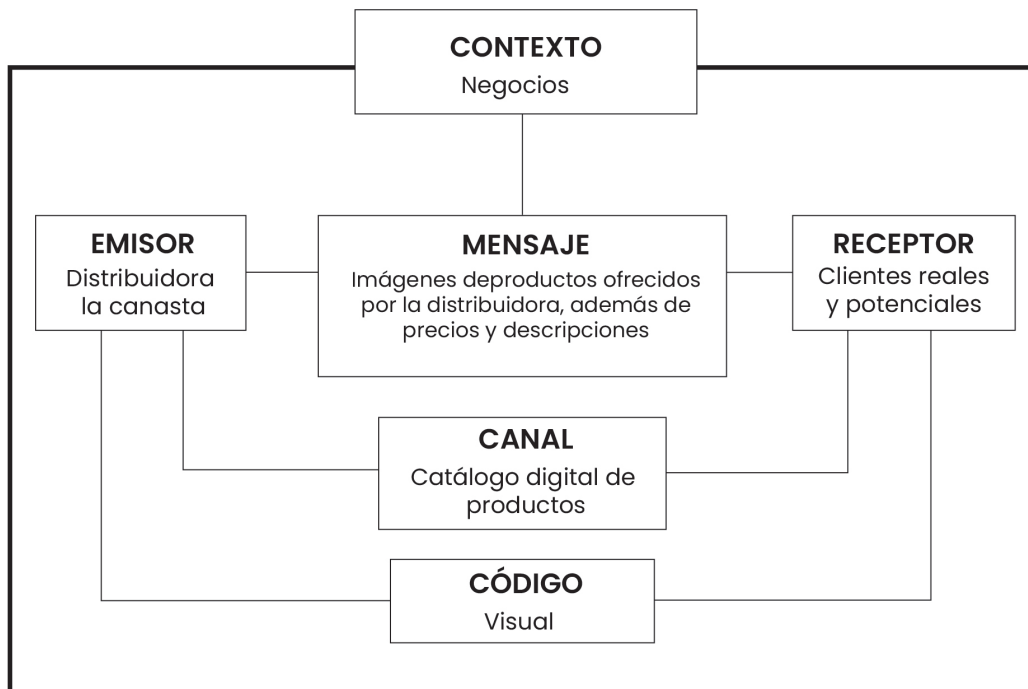 CONTEXTO
Negocios
EMISOR
Distribuidora
la canasta
MENSAJE
Imágenes deproductos ofrecidos
por la distribuidora, además de
precios y descripciones
RECEPTOR
Clientes reales
y potenciales
CANAL
Catálogo digital de
productos
CÓDIGO
Visual